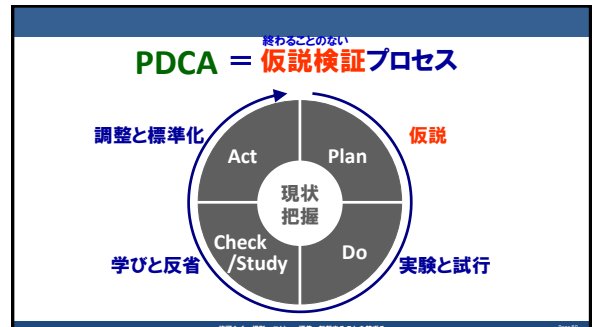 終わることのない
PDCA = 仮説検証プロセス
調整と標準化
仮説
Act
Plan
現状
把握
Check
/Study
Do
学びと反省
実験と試行